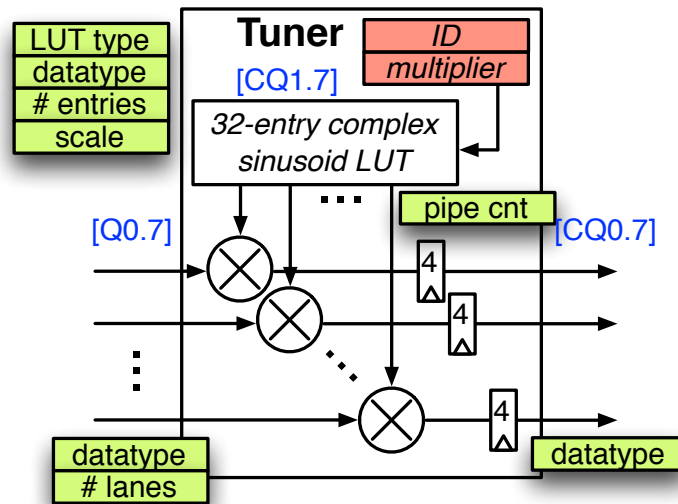 LUT type
datatype
# entries
scale
Tuner
ID
multiplier
[CQ1.7]
32-entry complex
sinusoid LUT
pipe cnt
[Q0.7]
[CQ0.7]
4
4
4
datatype
# lanes
datatype